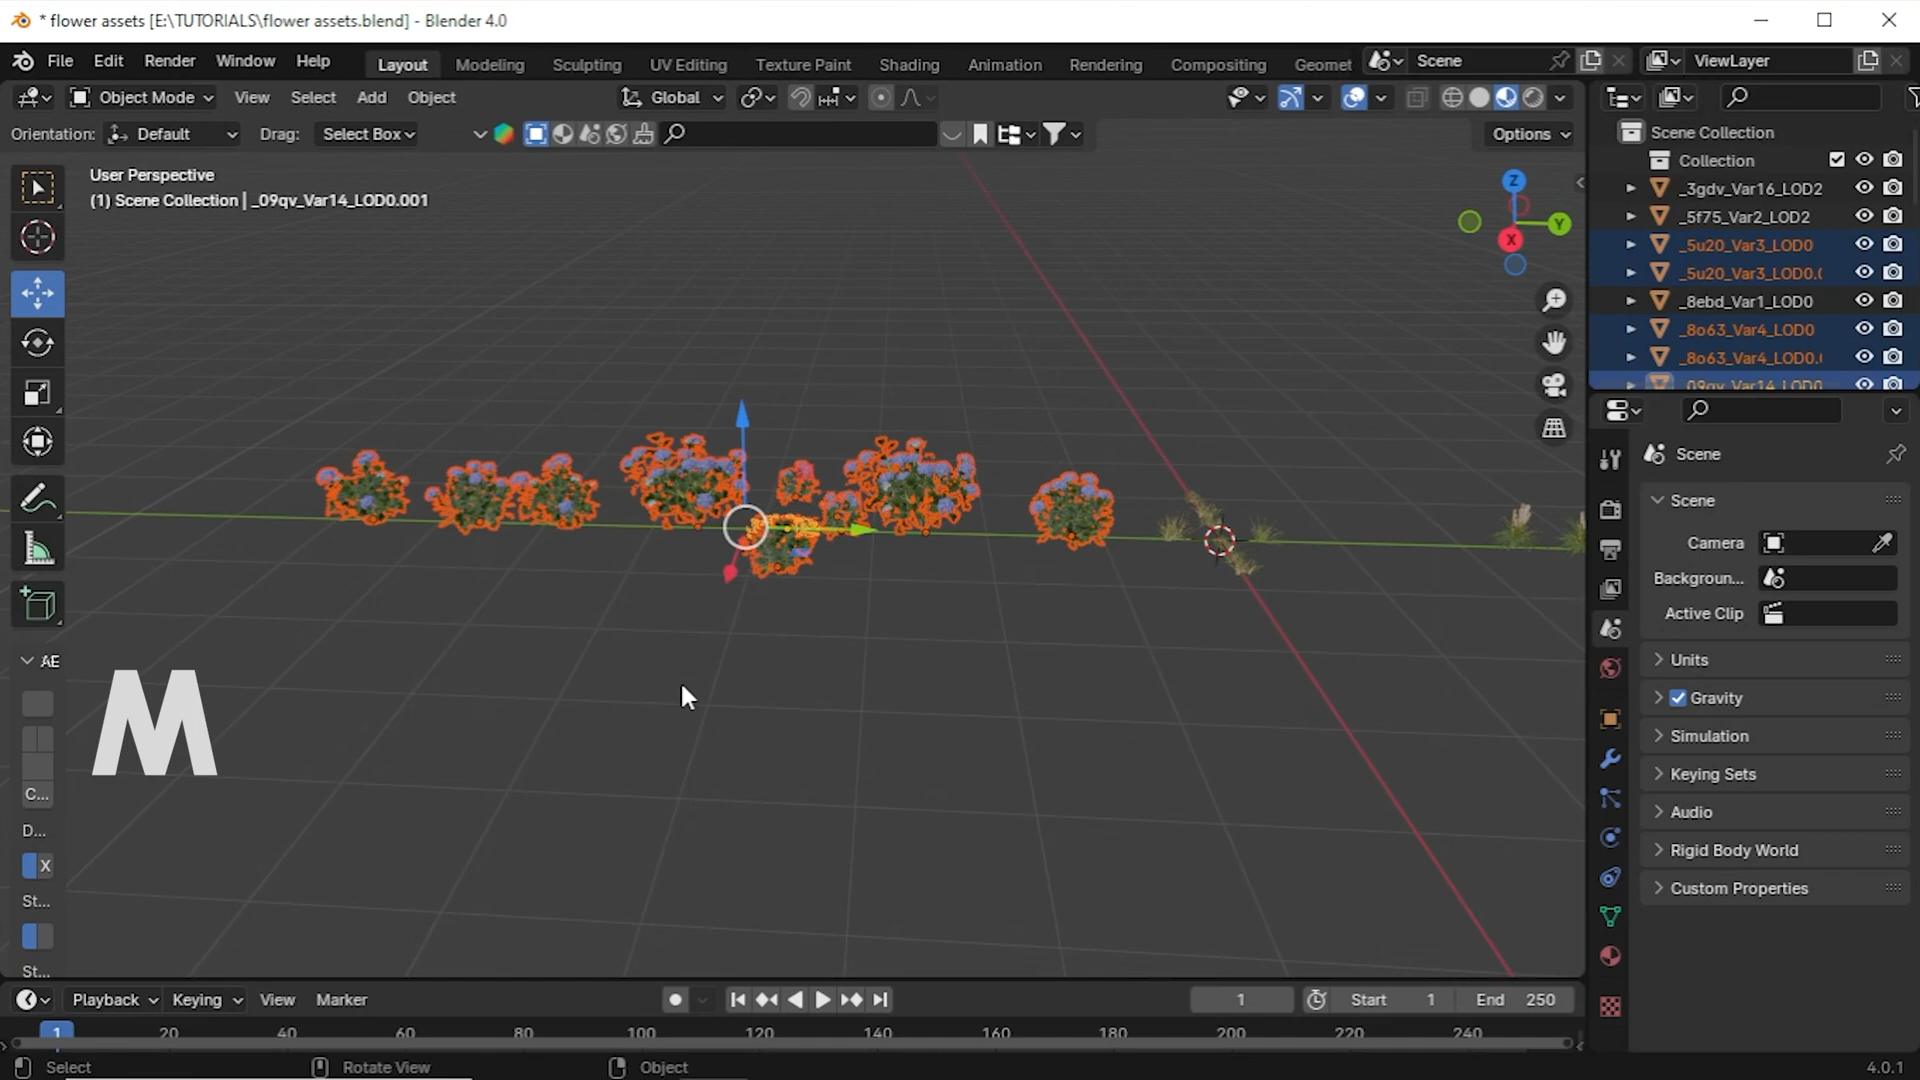 * flower assets [E:\TUTORIALS\flower assets.blend] - Blender 4.0
File Edit Render Window Help Layout Modeling Sculpting UV Editing Texture Paint Shading Animation Rendering Compositing Geomet Scene ViewLayer
Object Mode View Select Add Object Global
Orientation: Default Drag: Select Box Options
User Perspective
(1) Scene Collection | _09qv_Var14_LOD0.001
Z
Y
X
Scene Collection
Collection
_3gdv_Var16_LOD2
_5f75_Var2_LOD2
_5u20_Var3_LOD0
_5u20_Var3_LOD0.(
_8ebd_Var1_LOD0
_8o63_Var4_LOD0
_8o63_Var4_LOD0.
_09qv_Var14_LOD0
Scene
Scene
Camera
Backgroun...
Active Clip
Units
Gravity
Simulation
Keying Sets
Audio
Rigid Body World
Custom Properties
AE
M
C...
D...
X
St...
St...
Playback Keying View Marker 1 Start 1 End 250
1 20 40 60 80 100 120 140 160 180 200 220 240
Select Rotate View Object 4.0.1